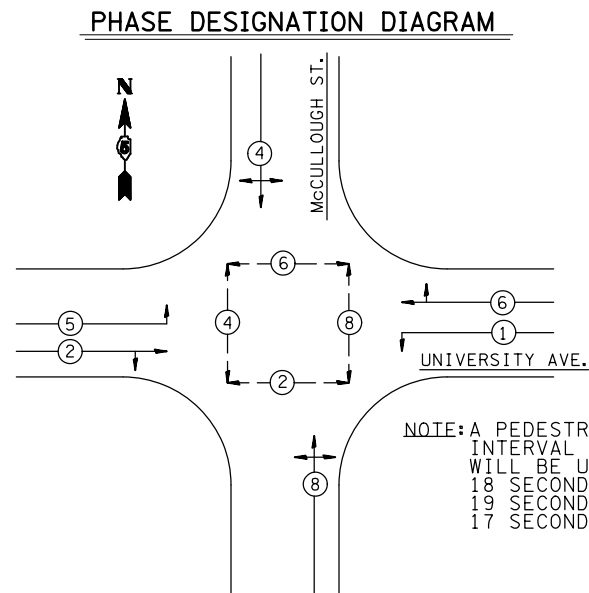 PHASE DESIGNATION DIAGRAM
N
McCULLOUGH ST.
4
6
5
4
8
6
2
1
2
UNIVERSITY AVE.
8
NOTE: A PEDESTR
INTERVAL
WILL BE U
18 SECOND
19 SECOND
17 SECOND